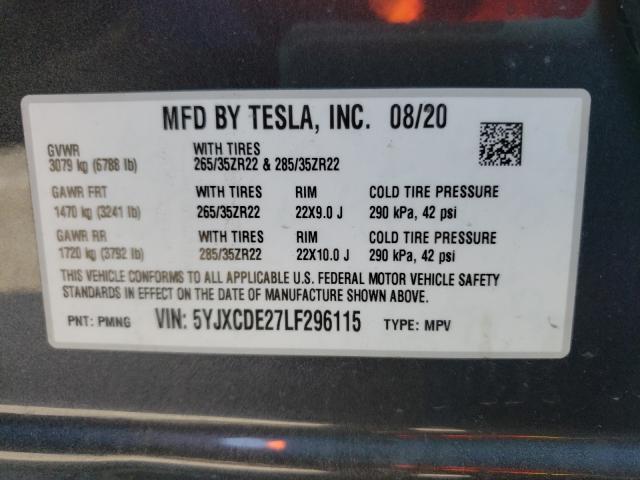 MFD BY TESLA, INC. 08/20
GVWR WITH TIRES
3079 kg (6788 lb) 265/35ZR22 & 285/35ZR22
GAWR FRT WITH TIRES RIM COLD TIRE PRESSURE
1470 kg (3241 lb) 265/35ZR22 22X9.0 J 290 kPa, 42 psi
GAWR RR WITH TIRES RIM COLD TIRE PRESSURE
1720 kg (3792 lb) 285/35ZR22 22X10.0 J 290 kPa, 42 psi
THIS VEHICLE CONFORMS TO ALL APPLICABLE U.S. FEDERAL MOTOR VEHICLE SAFETY
STANDARDS IN EFFECT ON THE DATE OF MANUFACTURE SHOWN ABOVE.
PNT: PMNG VIN: 5YJXCDE27LF296115 TYPE: MPV